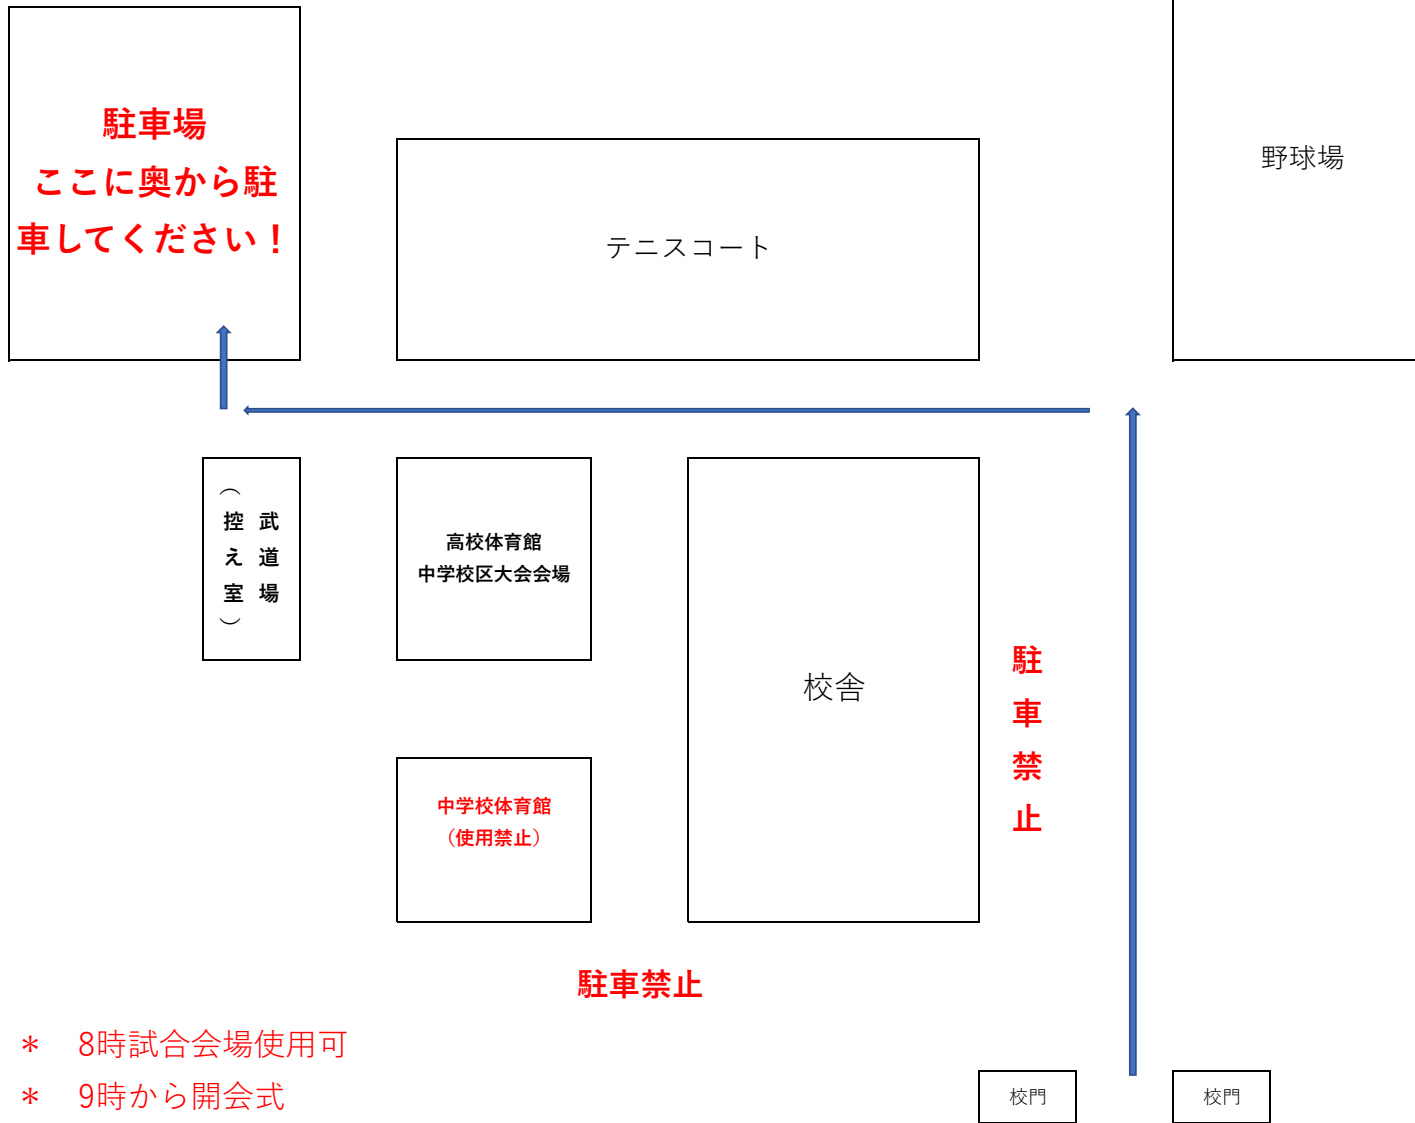 駐車場
ここに奥から駐
車してください！
野球場
テニスコート
武道場
（控え室）
高校体育館
中学校区大会会場
校舎
駐車禁止
中学校体育館
（使用禁止）
駐車禁止
＊　8時試合会場使用可
＊　9時から開会式
校門
校門